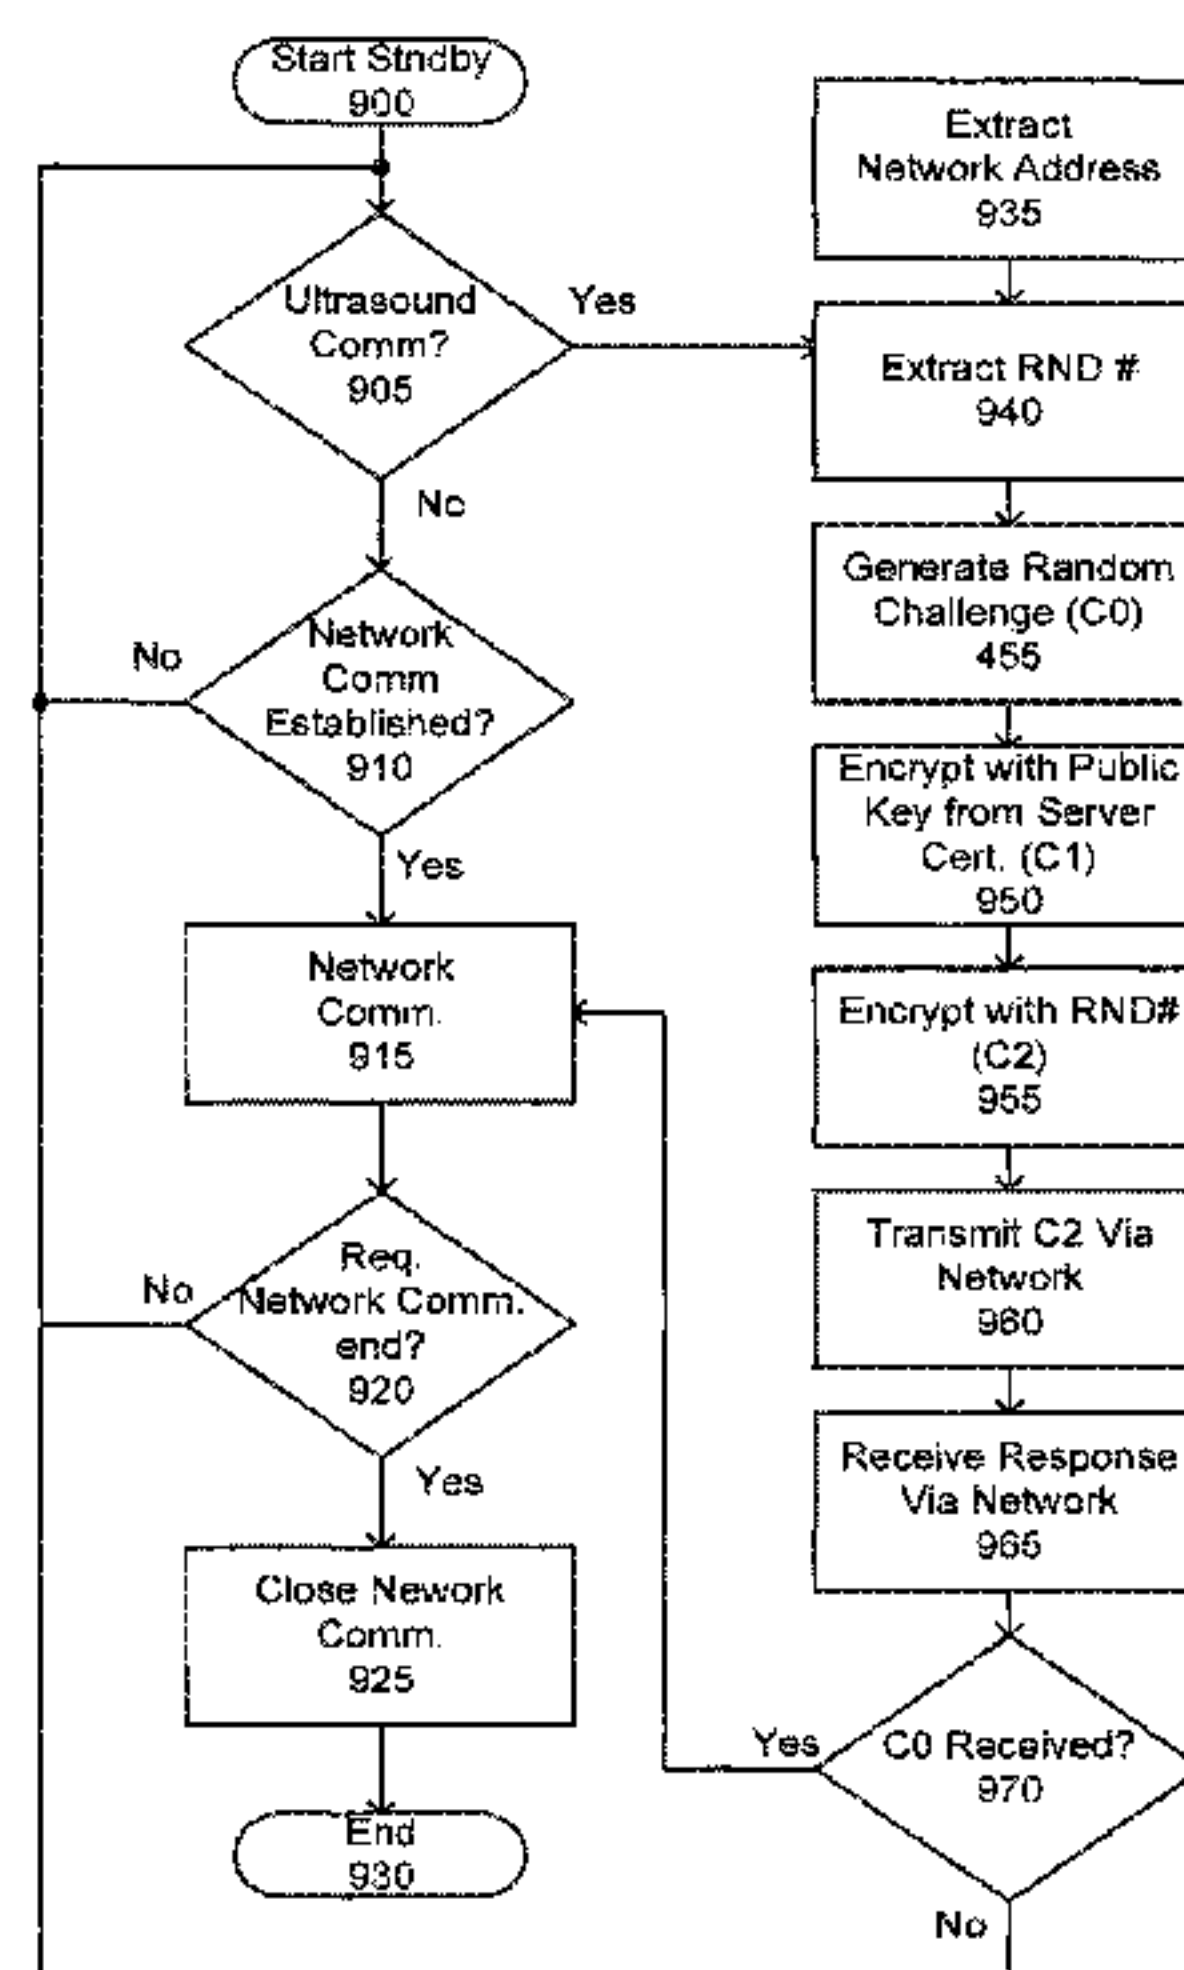 Start Stndby
900
Ultrasound
Comm?
905
Yes
No
Network
Comm
Established?
910
No
Yes
Network
Comm.
915
Req.
Network Comm.
end?
920
No
Yes
Close Nework
Comm.
925
End
930
Extract
Network Address
935
Extract RND #
940
Generate Random
Challenge (C0)
455
Encrypt with Public
Key from Server
Cert. (C1)
950
Encrypt with RND#
(C2)
955
Transmit C2 Via
Network
960
Receive Response
Via Network
965
C0 Received?
970
Yes
No